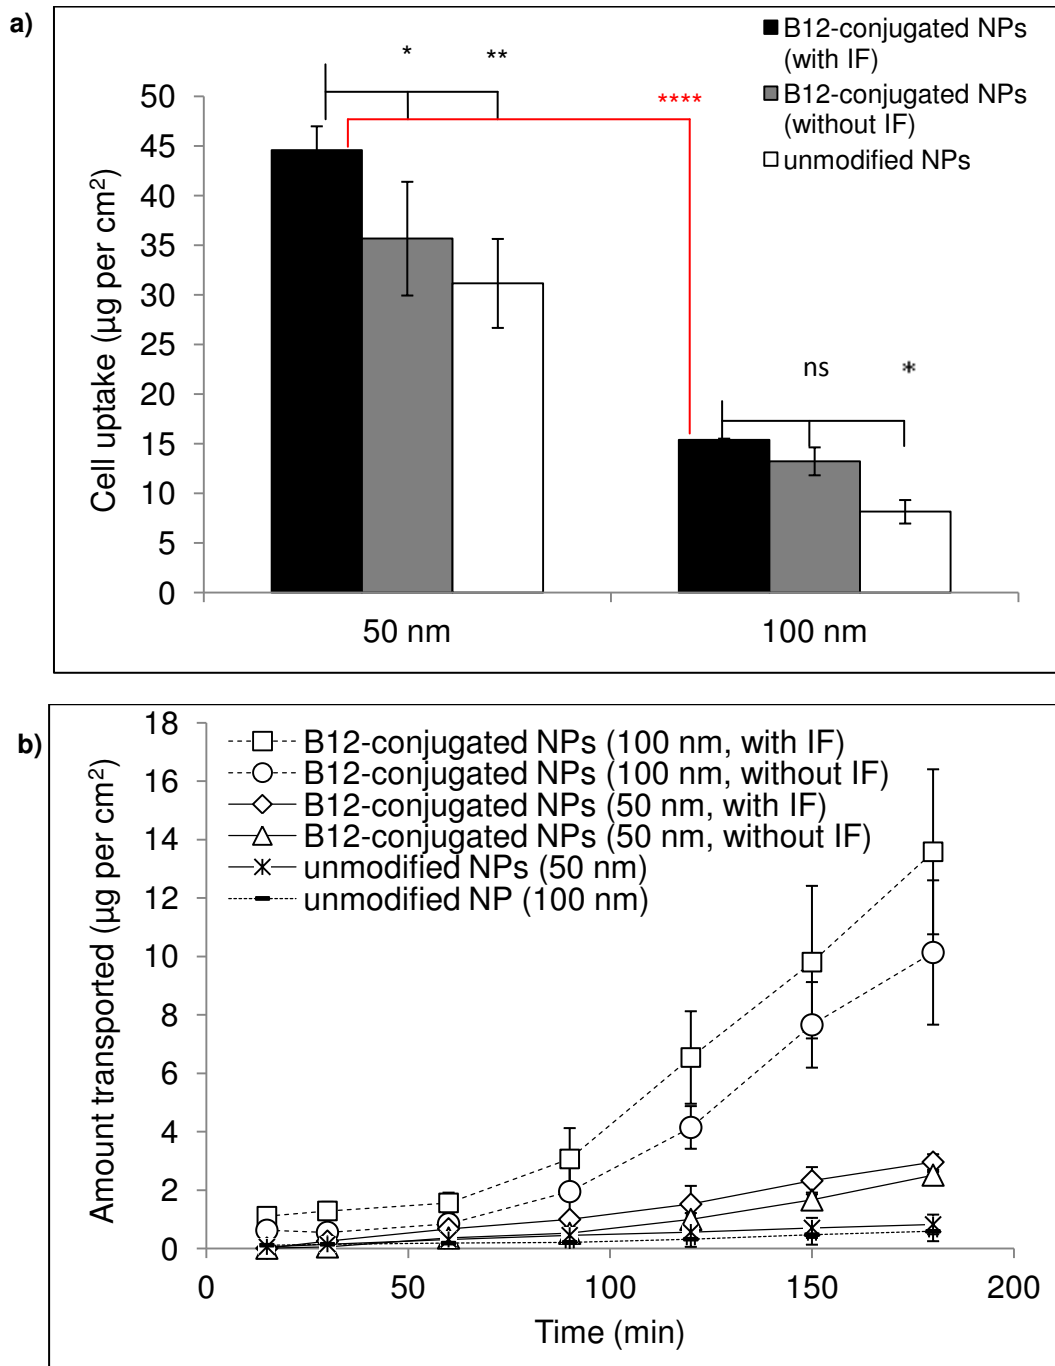 a)
B12-conjugated NPs
(with IF)
B12-conjugated NPs
(without IF)
unmodified NPs
*
**
****
ns
*
Cell uptake (µg per cm²)
50
45
40
35
30
25
20
15
10
5
0
50 nm
100 nm
b)
B12-conjugated NPs (100 nm, with IF)
B12-conjugated NPs (100 nm, without IF)
B12-conjugated NPs (50 nm, with IF)
B12-conjugated NPs (50 nm, without IF)
unmodified NPs (50 nm)
unmodified NP (100 nm)
Amount transported (µg per cm²)
18
16
14
12
10
8
6
4
2
0
0
50
100
150
200
Time (min)